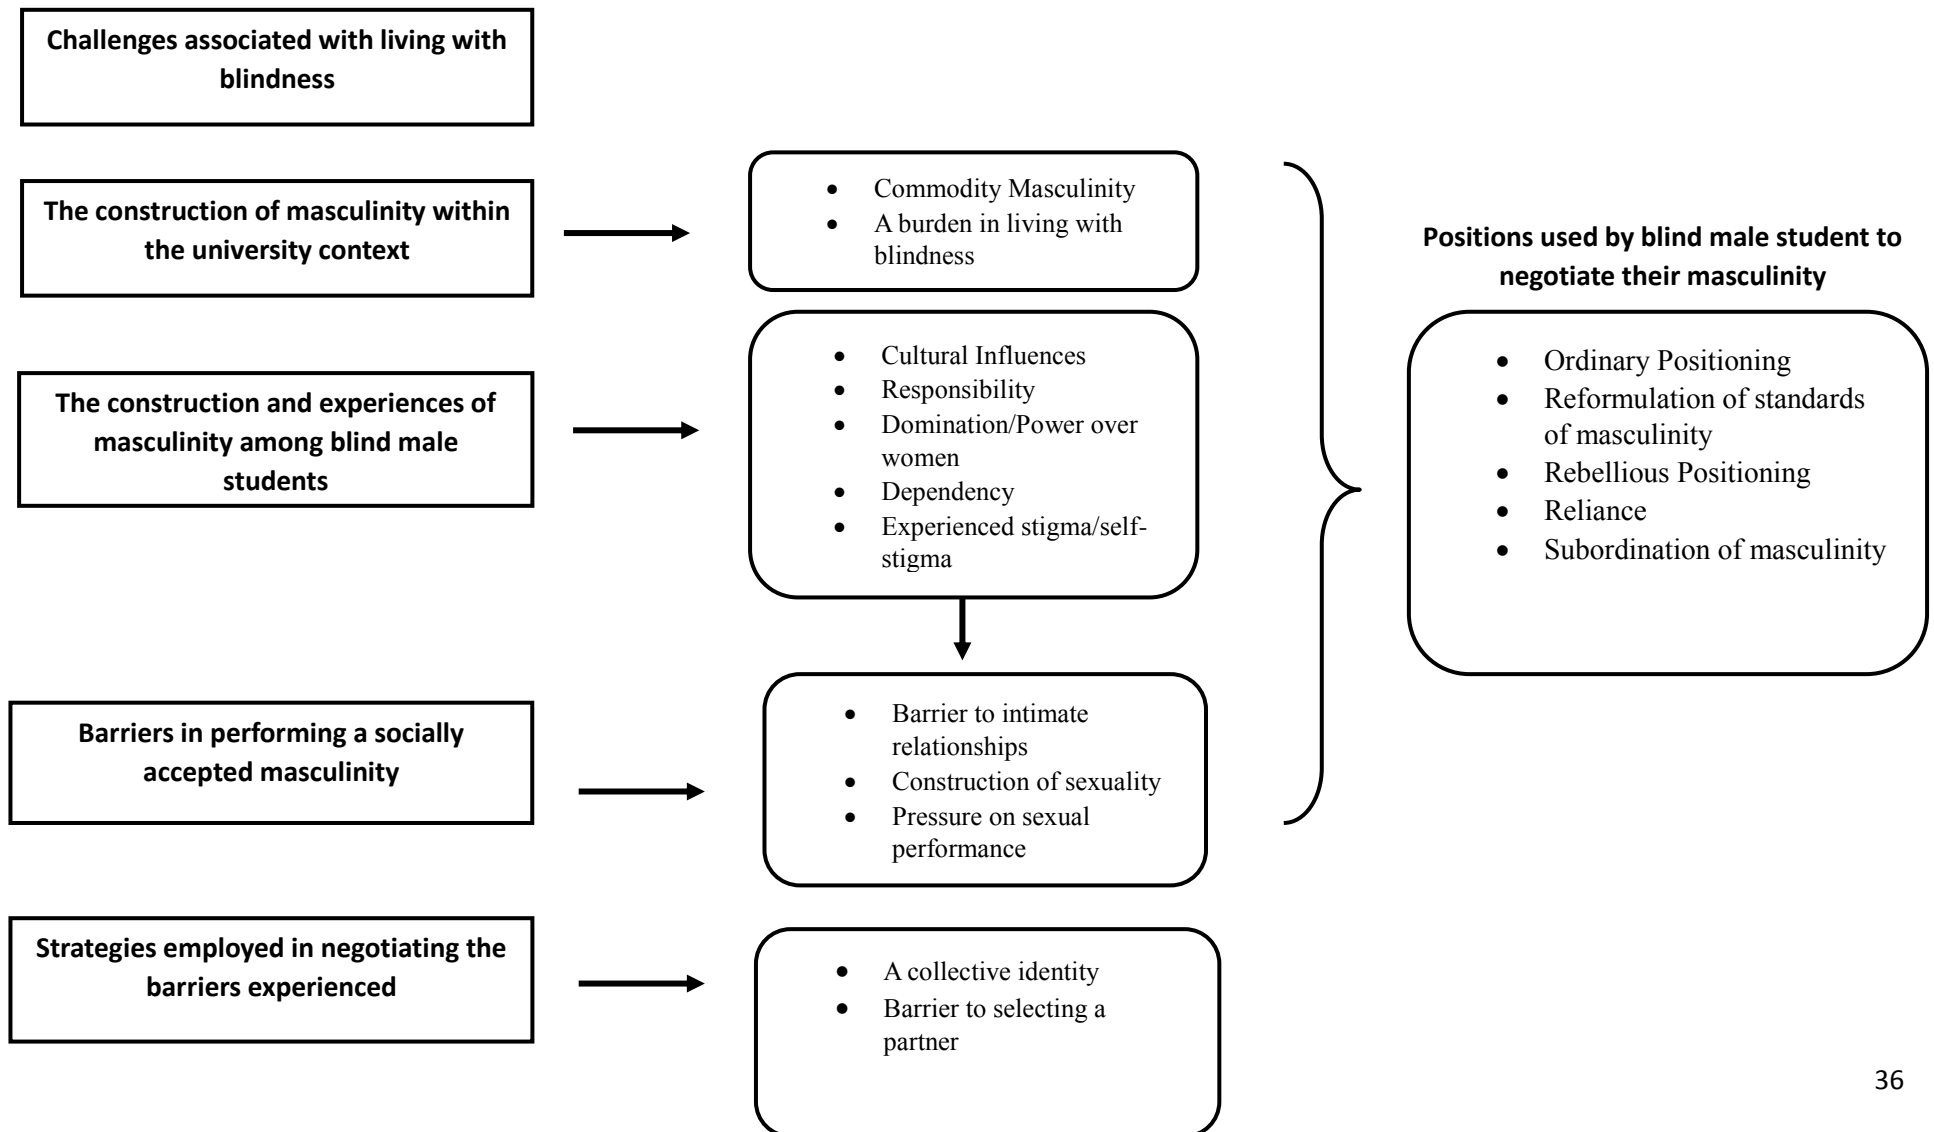 Challenges associated with living with
blindness
The construction of masculinity within
the university context
• Commodity Masculinity
• A burden in living with
blindness
The construction and experiences of
masculinity among blind male
students
• Cultural Influences
• Responsibility
• Domination/Power over
women
• Dependency
• Experienced stigma/self-
stigma
Barriers in performing a socially
accepted masculinity
• Barrier to intimate
relationships
• Construction of sexuality
• Pressure on sexual
performance
Strategies employed in negotiating the
barriers experienced
• A collective identity
• Barrier to selecting a
partner
Positions used by blind male student to
negotiate their masculinity
• Ordinary Positioning
• Reformulation of standards
of masculinity
• Rebellious Positioning
• Reliance
• Subordination of masculinity
36